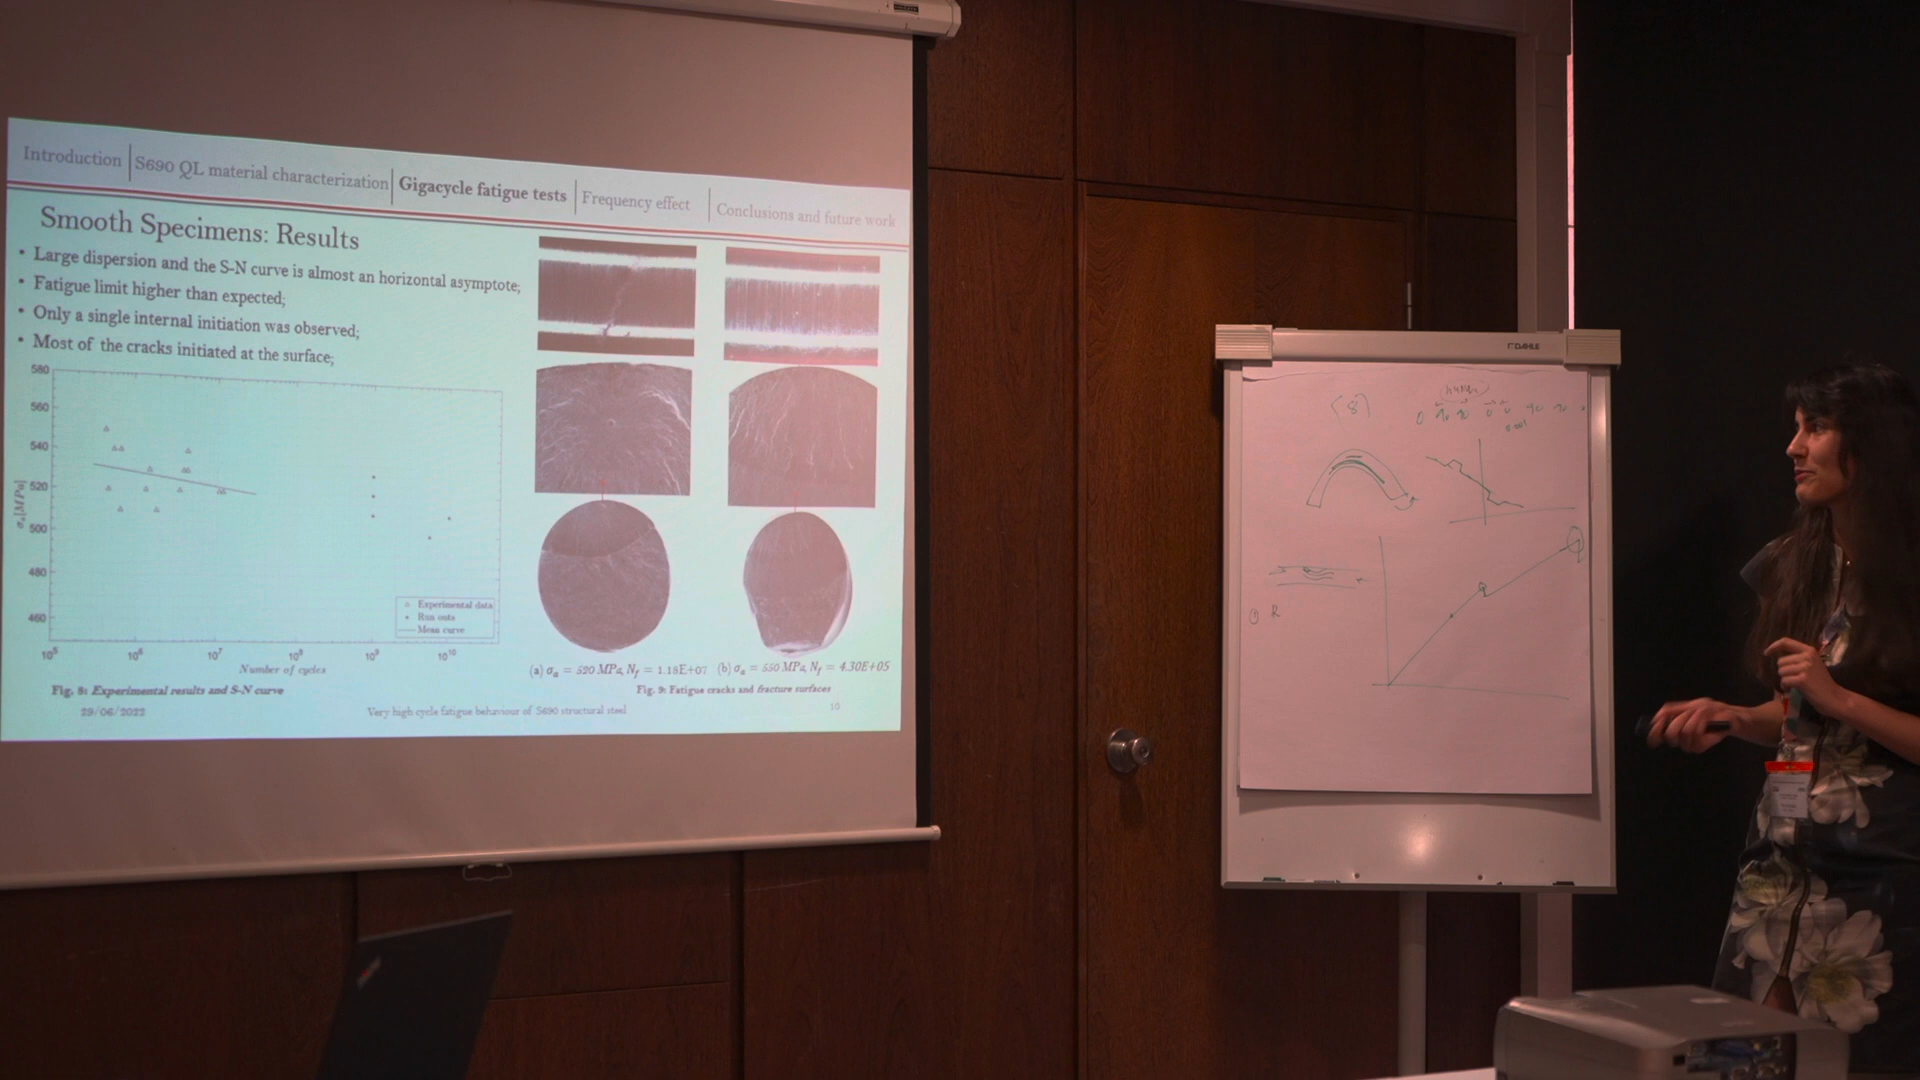 Introduction | S690 QL material characterization | Gigacycle fatigue tests | Frequency effect | Conclusions and future work
Smooth Specimens: Results
• Large dispersion and the S-N curve is almost an horizontal asymptote;
• Fatigue limit higher than expected;
• Only a single internal initiation was observed;
• Most of the cracks initiated at the surface;
580
560
540
520
500
480
460
σa [MPa]
10^5 10^6 10^7 10^8 10^9 10^10
Number of cycles
Experimental data
Run outs
Mean curve
Fig. 8: Experimental results and S-N curve
(a) σa = 520 MPa, Nf = 1.18E+07 (b) σa = 550 MPa, Nf = 4.30E+05
Fig. 9: Fatigue cracks and fracture surfaces
29/06/2022
Very high cycle fatigue behaviour of S690 structural steel
10
DAHLE
[8]
R